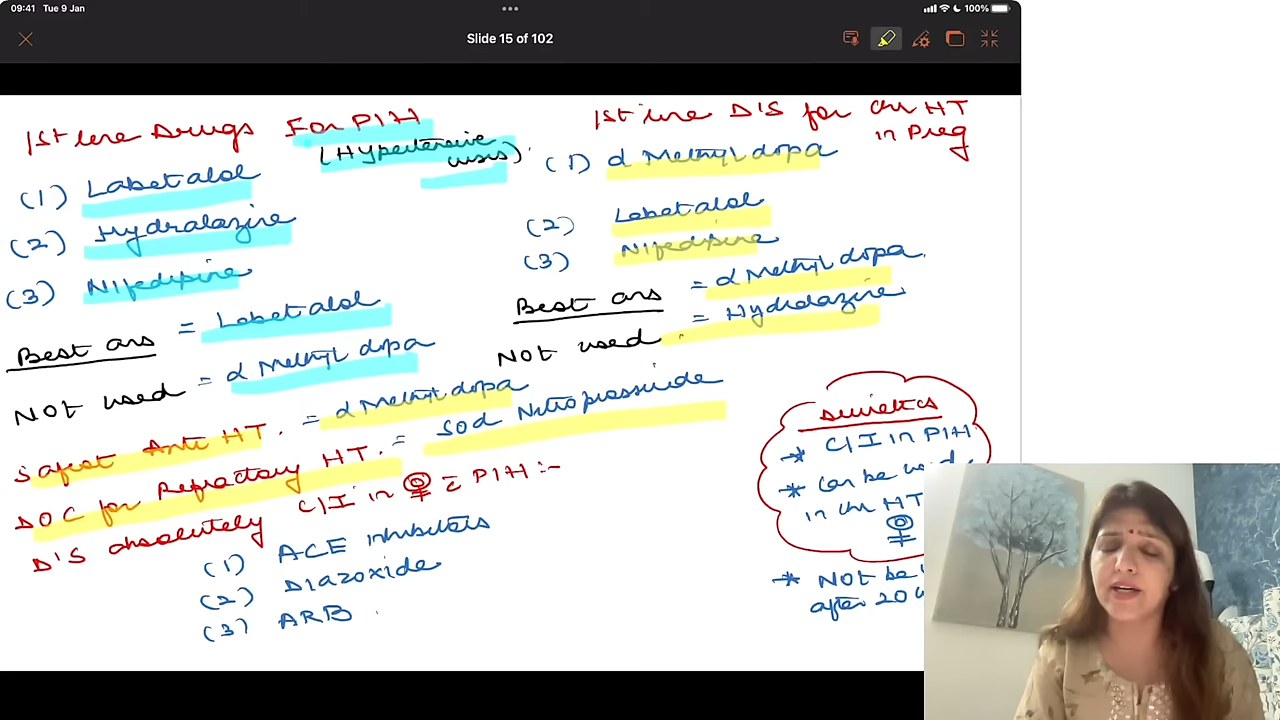 09:41 Tue 9 Jan
100%
Slide 15 of 102
1st line Drugs For PIH
(Hypertensive crisis)
(1) Labetalol
(2) Hydralazine
(3) Nifedipine
Best ans = Labetalol
NOT used = α Methyl dopa
1st line D'S for chr HT
in Preg
(1) α Methyl dopa
(2) Labetalol
(3) Nifedipine
Best ans = α Methyl dopa
NOT used = Hydralazine
Safest Anti HT. = α Methyl dopa
DOC for Refractory HT. = Sod Nitroprusside
D'S absolutely C/I in ♀ c̄ PIH :-
(1) ACE inhibitors
(2) Diazoxide
(3) ARB
Diuretics
* C/I in PIH
* Can be used
in chr HT
♀
* NOT be
after 20